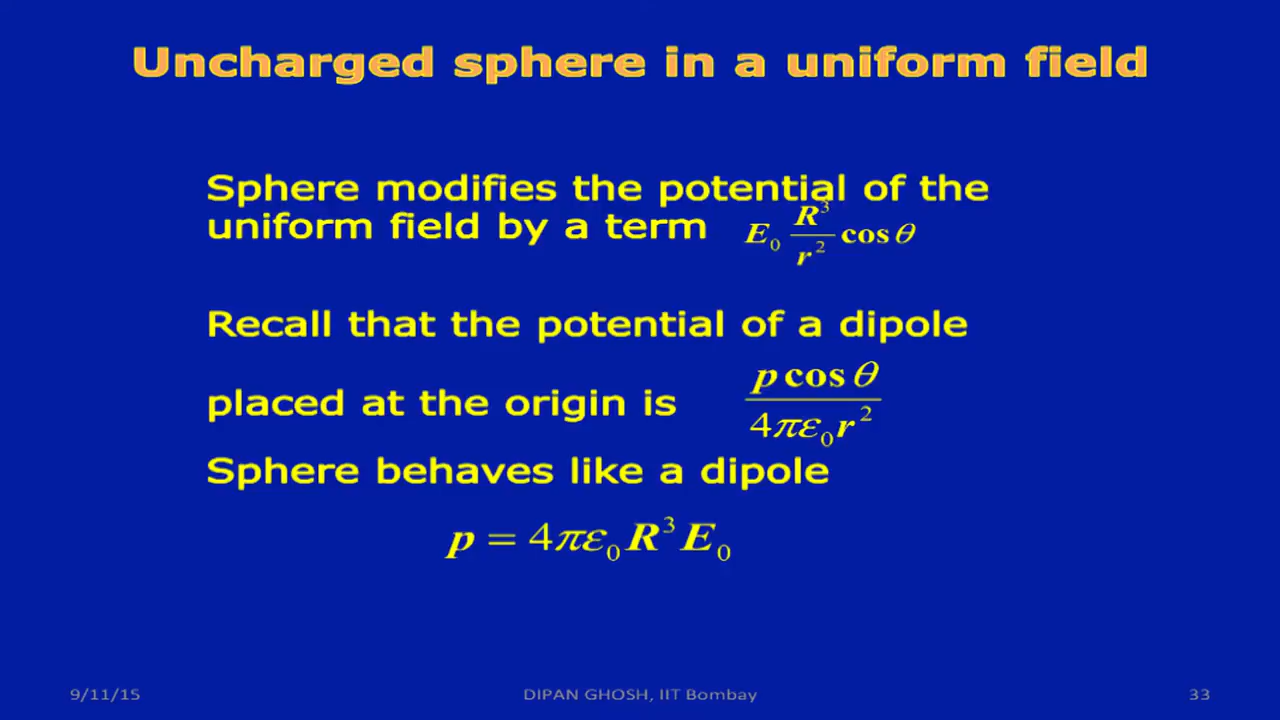 Uncharged sphere in a uniform field
Sphere modifies the potential of the
uniform field by a term E₀ R³/r² cos θ
Recall that the potential of a dipole
placed at the origin is p cos θ / 4πε₀r²
Sphere behaves like a dipole
p = 4πε₀R³E₀
9/11/15 DIPAN GHOSH, IIT Bombay 33